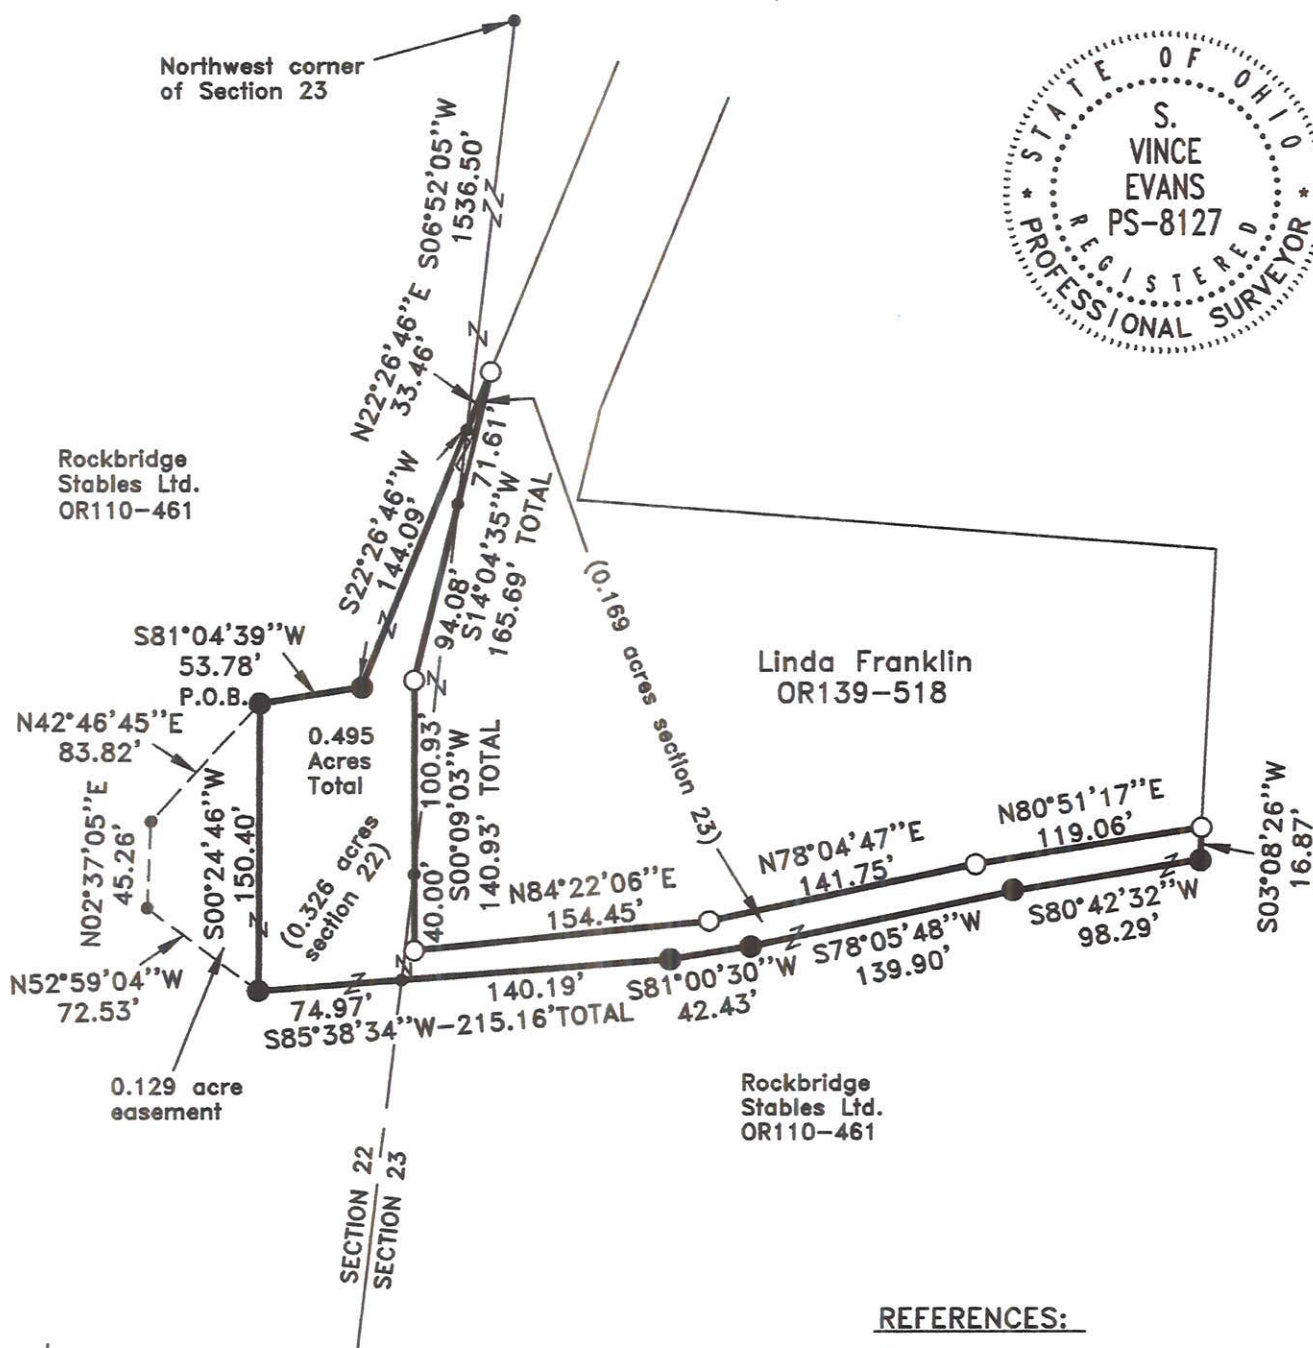 Northwest corner
of Section 23
STATE OF OHIO
S.
VINCE
EVANS
PS-8127
REGISTERED
* PROFESSIONAL SURVEYOR *
S06°52'05''W
1536.50'
N22°26'46''E
33.46'
S22°26'46''W
144.09'
71.61'
S14°04'35''W
165.69' TOTAL
94.08'
Rockbridge
Stables Ltd.
OR110-461
S81°04'39''W
53.78'
P.O.B.
N42°46'45''E
83.82'
N02°37'05''E
45.26'
S00°24'46''W
150.40'
N52°59'04''W
72.53'
0.129 acre
easement
0.495
Acres
Total
(0.326 acres
section 22)
100.93'
S00°09'03''W
140.93' TOTAL
40.00'
(0.169 acres section 23)
Linda Franklin
OR139-518
N84°22'06''E
154.45'
N78°04'47''E
141.75'
N80°51'17''E
119.06'
S03°08'26''W
16.87'
S80°42'32''W
98.29'
S78°05'48''W
139.90'
S81°00'30''W
42.43'
74.97'
140.19'
S85°38'34''W-215.16'TOTAL
Rockbridge
Stables Ltd.
OR110-461
SECTION 22
SECTION 23
REFERENCES: